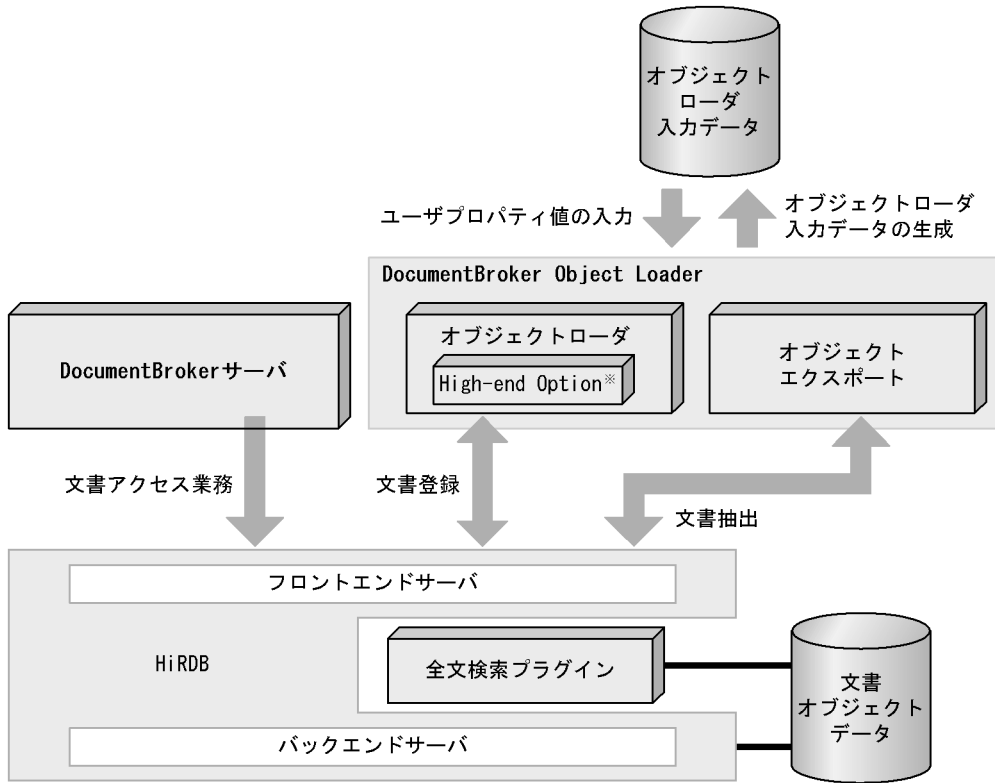 オブジェクト
ローダ
入力データ
ユーザプロパティ値の入力
オブジェクトローダ
入力データの生成
DocumentBroker Object Loader
DocumentBrokerサーバ
オブジェクトローダ
High-end Option※
オブジェクト
エクスポート
文書アクセス業務
文書登録
文書抽出
フロントエンドサーバ
HiRDB
全文検索プラグイン
文書
オブジェクト
データ
バックエンドサーバ